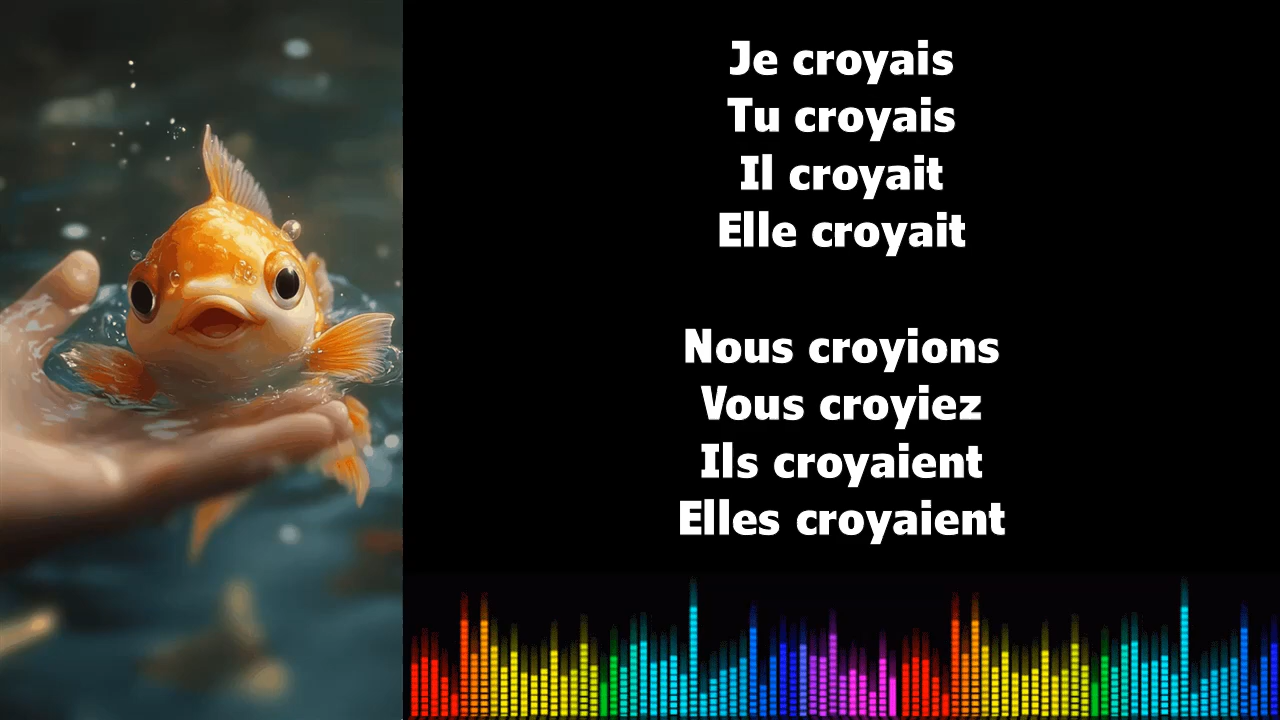 Je croyais
Tu croyais
Il croyait
Elle croyait
Nous croyions
Vous croyiez
Ils croyaient
Elles croyaient